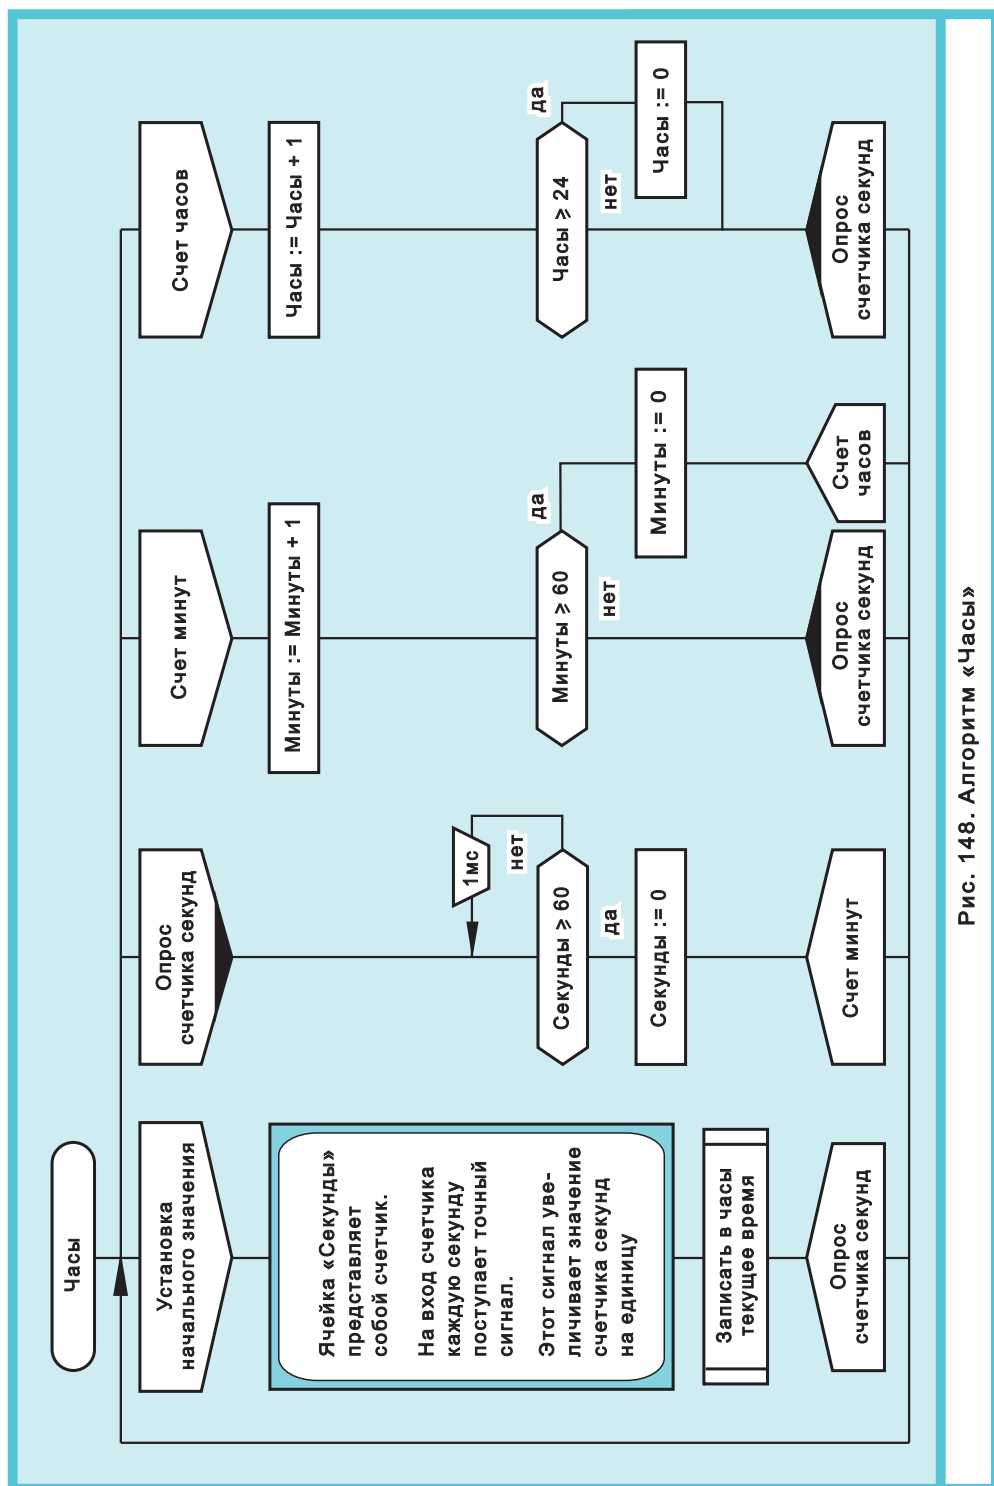 Часы
Установка
начального значения
Ячейка «Секунды»
представляет
собой счетчик.
На вход счетчика
каждую секунду
поступает точный
сигнал.
Этот сигнал уве-
личивает значение
счетчика секунд
на единицу
Записать в часы
текущее время
Опрос
счетчика секунд
Опрос
счетчика секунд
1мс
нет
Секунды ⩾ 60
да
Секунды := 0
Счет минут
Счет минут
Минуты := Минуты + 1
Минуты ⩾ 60
да
нет
Минуты := 0
Опрос
счетчика секунд
Счет
часов
Счет часов
Часы := Часы + 1
Часы ⩾ 24
да
нет
Часы := 0
Опрос
счетчика секунд
Рис. 148. Алгоритм «Часы»